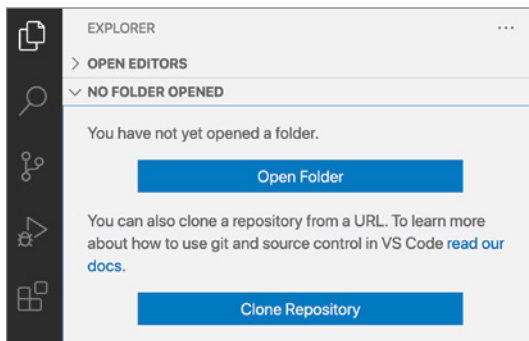 EXPLORER
OPEN EDITORS
NO FOLDER OPENED
You have not yet opened a folder.
Open Folder
You can also clone a repository from a URL. To learn more
about how to use git and source control in VS Code read our
docs.
Clone Repository